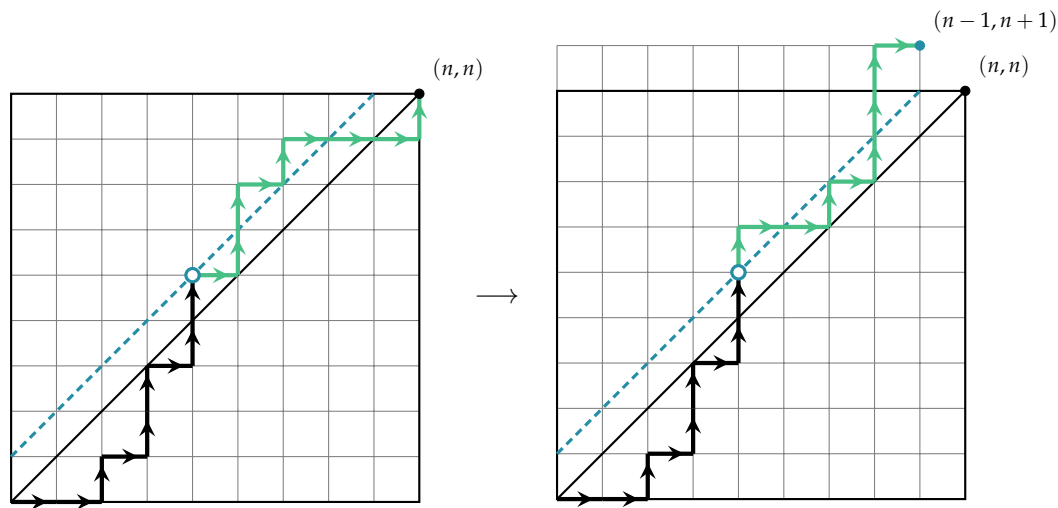 (n − 1, n + 1)
(n, n)
(n, n)
⟶